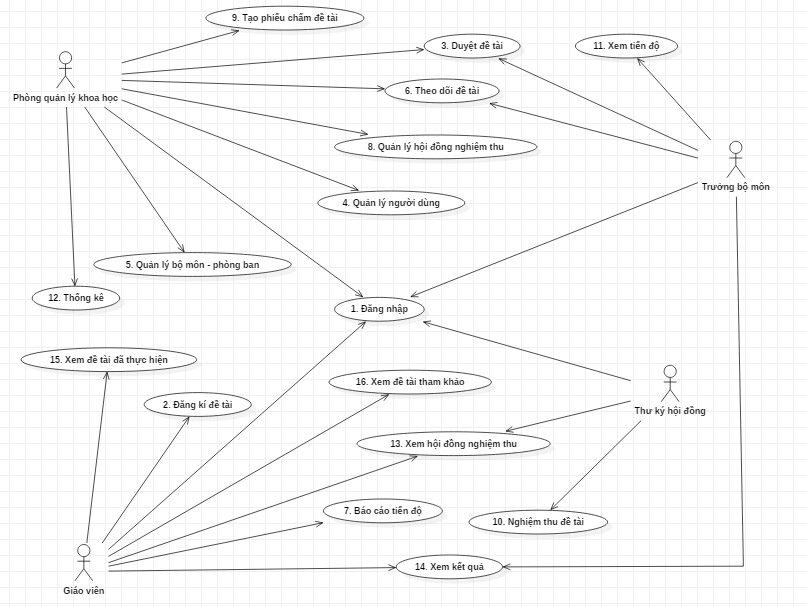 9. Tạo phiếu chấm đề tài
3. Duyệt đề tài
11. Xem tiến độ
6. Theo dõi đề tài
Phòng quản lý khoa học
8. Quản lý hội đồng nghiệm thu
Trưởng bộ môn
4. Quản lý người dùng
5. Quản lý bộ môn - phòng ban
12. Thống kê
1. Đăng nhập
15. Xem đề tài đã thực hiện
16. Xem đề tài tham khảo
2. Đăng kí đề tài
Thư ký hội đồng
13. Xem hội đồng nghiệm thu
7. Báo cáo tiến độ
10. Nghiệm thu đề tài
14. Xem kết quả
Giáo viên